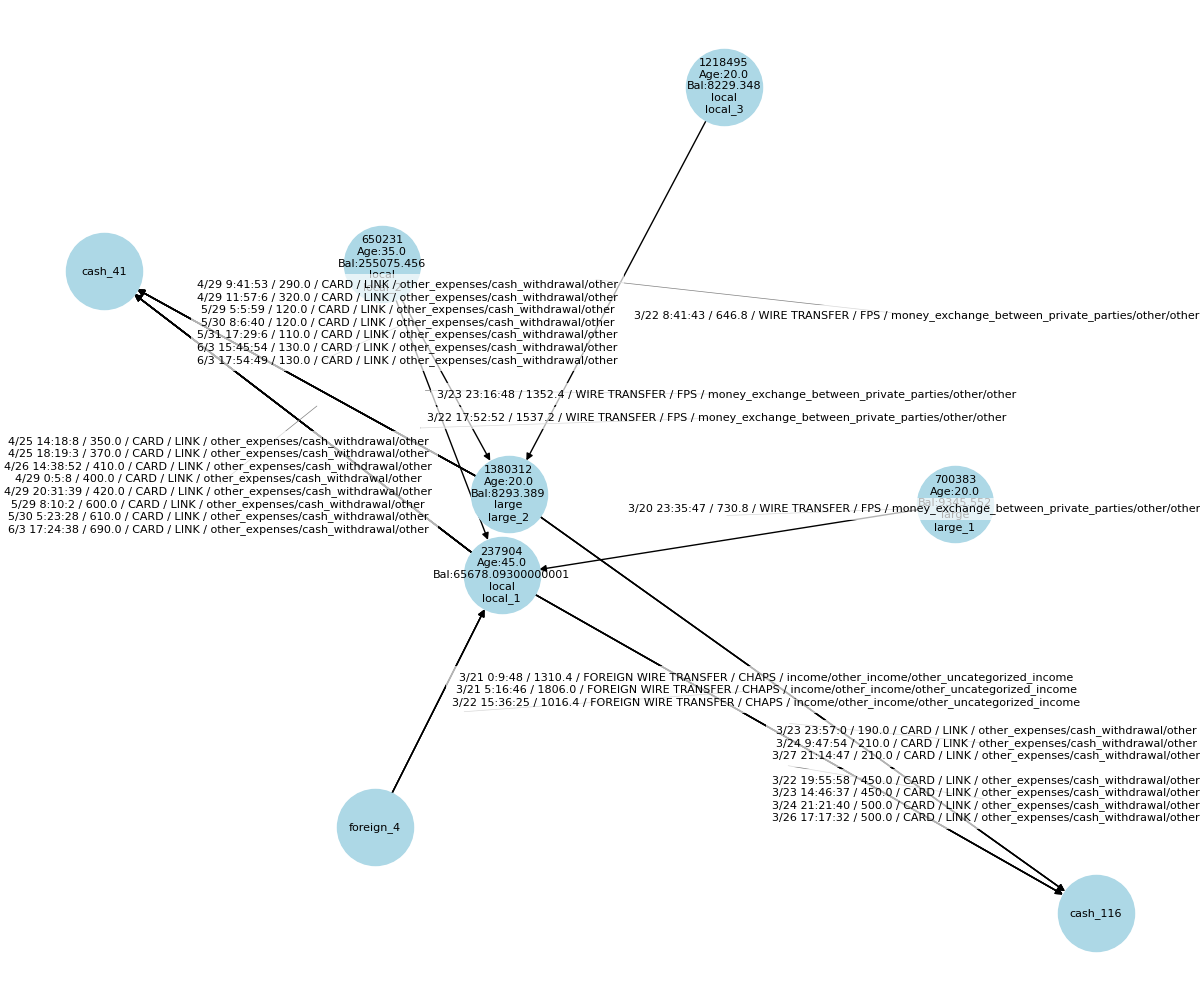 1218495
Age:20.0
Bal:8229.348
local
local_3
650231
Age:35.0
Bal:255075.456
local
cash_41
4/29 9:41:53 / 290.0 / CARD / LINK / other_expenses/cash_withdrawal/other
4/29 11:57:6 / 320.0 / CARD / LINK / other_expenses/cash_withdrawal/other
5/29 5:5:59 / 120.0 / CARD / LINK / other_expenses/cash_withdrawal/other
5/30 8:6:40 / 120.0 / CARD / LINK / other_expenses/cash_withdrawal/other
5/31 17:29:6 / 110.0 / CARD / LINK / other_expenses/cash_withdrawal/other
6/3 15:45:54 / 130.0 / CARD / LINK / other_expenses/cash_withdrawal/other
6/3 17:54:49 / 130.0 / CARD / LINK / other_expenses/cash_withdrawal/other
3/22 8:41:43 / 646.8 / WIRE TRANSFER / FPS / money_exchange_between_private_parties/other/other
3/23 23:16:48 / 1352.4 / WIRE TRANSFER / FPS / money_exchange_between_private_parties/other/other
3/22 17:52:52 / 1537.2 / WIRE TRANSFER / FPS / money_exchange_between_private_parties/other/other
4/25 14:18:8 / 350.0 / CARD / LINK / other_expenses/cash_withdrawal/other
4/25 18:19:3 / 370.0 / CARD / LINK / other_expenses/cash_withdrawal/other
4/26 14:38:52 / 410.0 / CARD / LINK / other_expenses/cash_withdrawal/other
4/29 0:5:8 / 400.0 / CARD / LINK / other_expenses/cash_withdrawal/other
4/29 20:31:39 / 420.0 / CARD / LINK / other_expenses/cash_withdrawal/other
5/29 8:10:2 / 600.0 / CARD / LINK / other_expenses/cash_withdrawal/other
5/30 5:23:28 / 610.0 / CARD / LINK / other_expenses/cash_withdrawal/other
6/3 17:24:38 / 690.0 / CARD / LINK / other_expenses/cash_withdrawal/other
1380312
Age:20.0
Bal:8293.389
large
large_2
700383
Age:20.0
large
large_1
3/20 23:35:47 / 730.8 / WIRE TRANSFER / FPS / money_exchange_between_private_parties/other/other
237904
Age:45.0
Bal:65678.09300000001
local
local_1
3/21 0:9:48 / 1310.4 / FOREIGN WIRE TRANSFER / CHAPS / income/other_income/other_uncategorized_income
3/21 5:16:46 / 1806.0 / FOREIGN WIRE TRANSFER / CHAPS / income/other_income/other_uncategorized_income
3/22 15:36:25 / 1016.4 / FOREIGN WIRE TRANSFER / CHAPS / income/other_income/other_uncategorized_income
3/23 23:57:0 / 190.0 / CARD / LINK / other_expenses/cash_withdrawal/other
3/24 9:47:54 / 210.0 / CARD / LINK / other_expenses/cash_withdrawal/other
3/27 21:14:47 / 210.0 / CARD / LINK / other_expenses/cash_withdrawal/other
3/22 19:55:58 / 450.0 / CARD / LINK / other_expenses/cash_withdrawal/other
3/23 14:46:37 / 450.0 / CARD / LINK / other_expenses/cash_withdrawal/other
3/24 21:21:40 / 500.0 / CARD / LINK / other_expenses/cash_withdrawal/other
3/26 17:17:32 / 500.0 / CARD / LINK / other_expenses/cash_withdrawal/other
foreign_4
cash_116